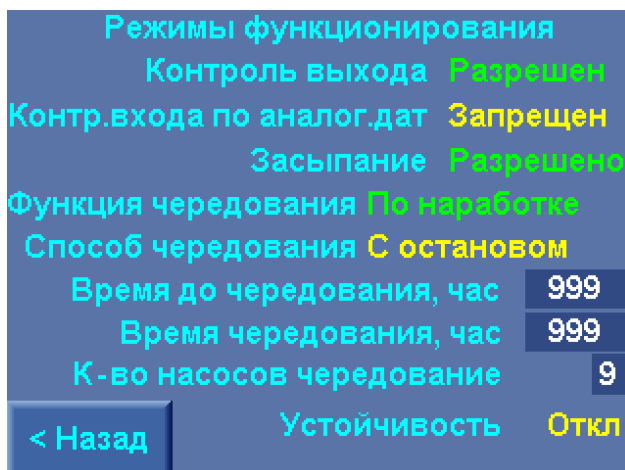 Режимы функционирования
Контроль выхода Разрешен
Контр.входа по аналог.дат Запрещен
Засыпание Разрешено
Функция чередования По наработке
Способ чередования С остановом
Время до чередования, час 999
Время чередования, час 999
К-во насосов чередование 9
Устойчивость Откл
< Назад